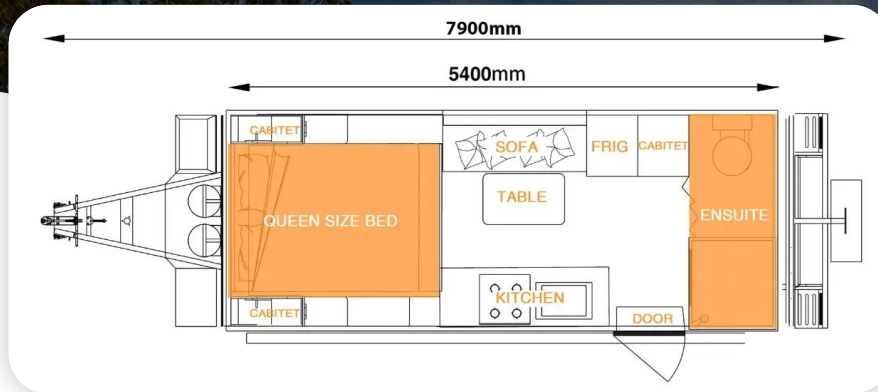 7900mm
5400mm
CABITET
SOFA
FRIG
CABITET
TABLE
QUEEN SIZE BED
ENSUITE
KITCHEN
CABITET
DOOR